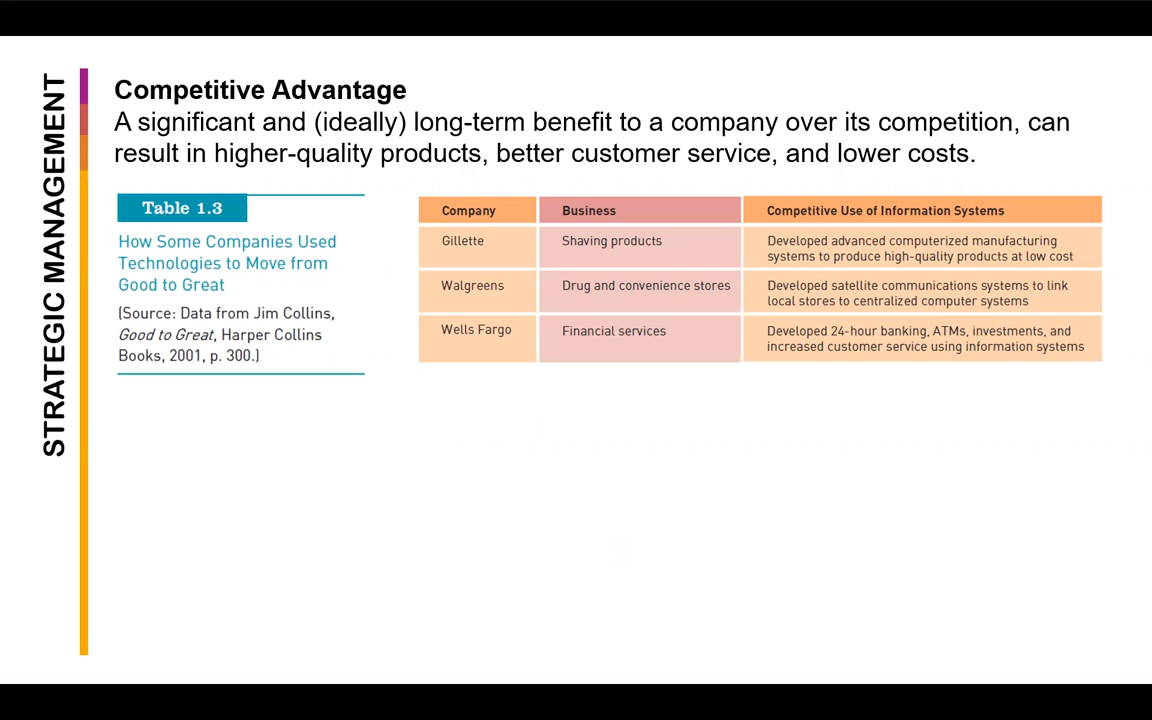 STRATEGIC MANAGEMENT
Competitive Advantage
A significant and (ideally) long-term benefit to a company over its competition, can
result in higher-quality products, better customer service, and lower costs.
Table 1.3
How Some Companies Used
Technologies to Move from
Good to Great
(Source: Data from Jim Collins,
Good to Great, Harper Collins
Books, 2001, p. 300.)
Company Business Competitive Use of Information Systems
Gillette Shaving products Developed advanced computerized manufacturing
systems to produce high-quality products at low cost
Walgreens Drug and convenience stores Developed satellite communications systems to link
local stores to centralized computer systems
Wells Fargo Financial services Developed 24-hour banking, ATMs, investments, and
increased customer service using information systems